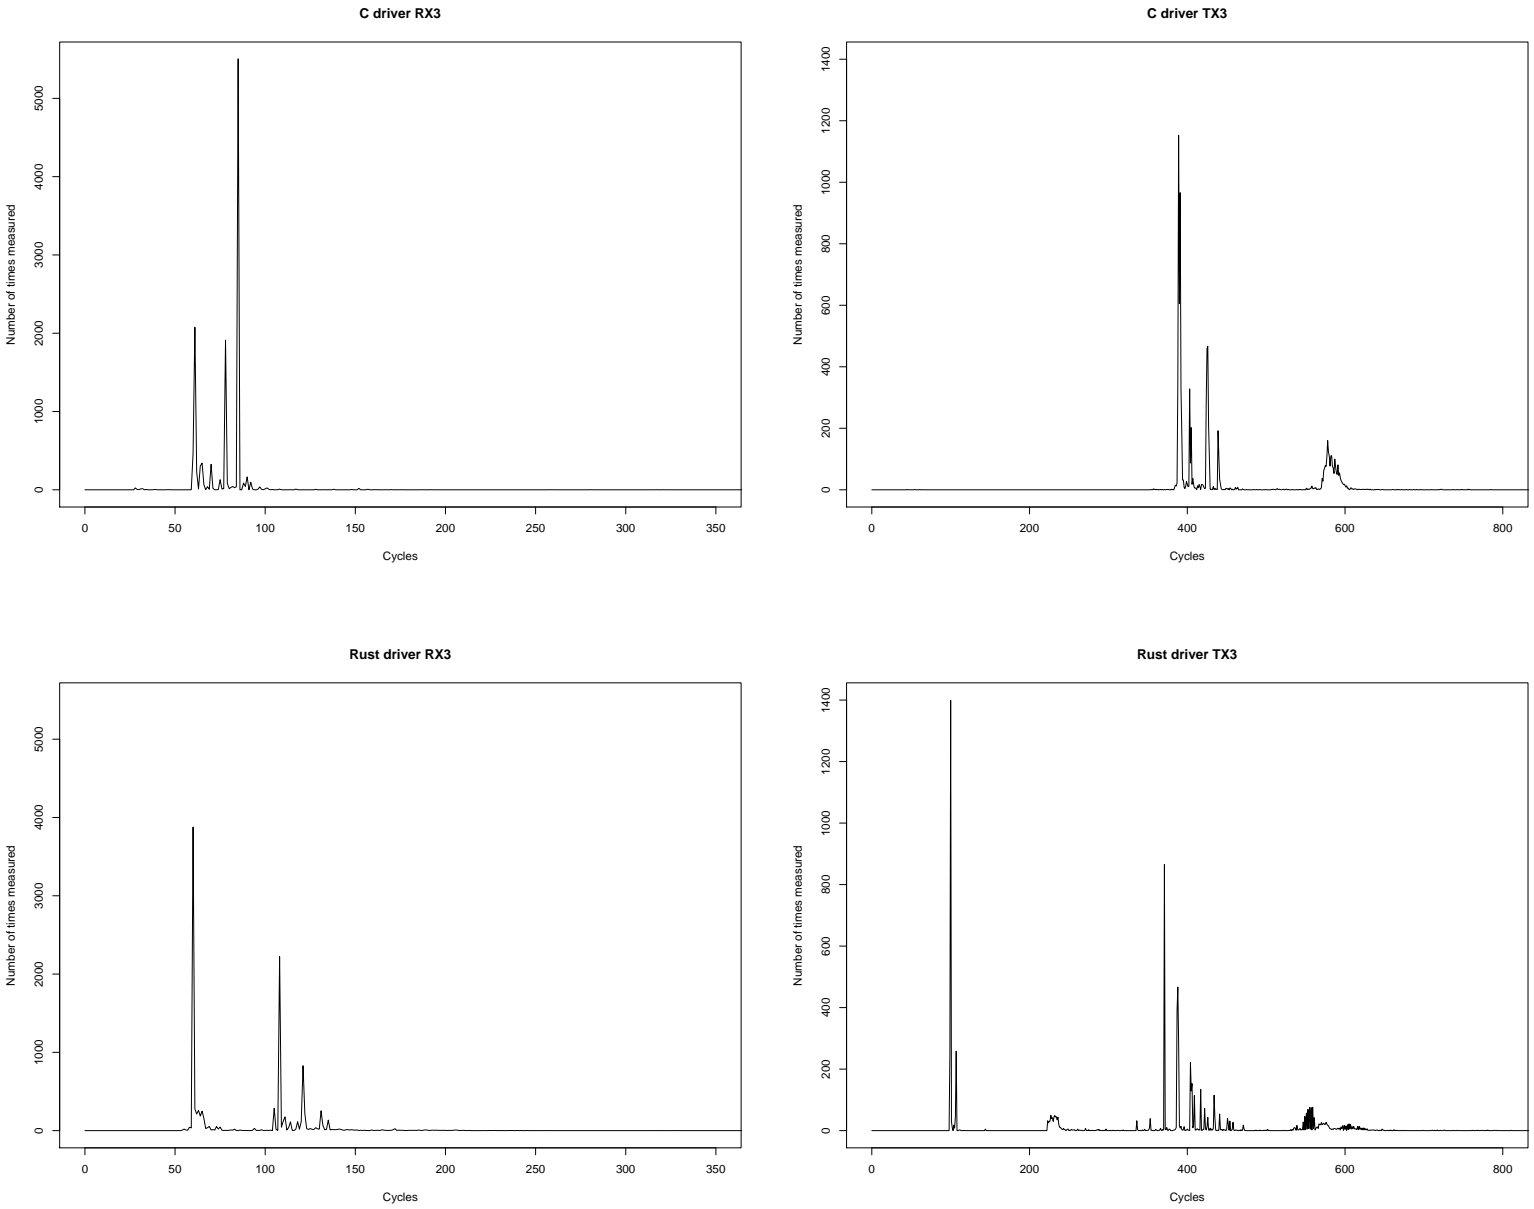 C driver RX3
Number of times measured
5000
4000
3000
2000
1000
0
0 50 100 150 200 250 300 350
Cycles
C driver TX3
Number of times measured
1400
1200
1000
800
600
400
200
0
0 200 400 600 800
Cycles
Rust driver RX3
Number of times measured
5000
4000
3000
2000
1000
0
0 50 100 150 200 250 300 350
Cycles
Rust driver TX3
Number of times measured
1400
1200
1000
800
600
400
200
0
0 200 400 600 800
Cycles